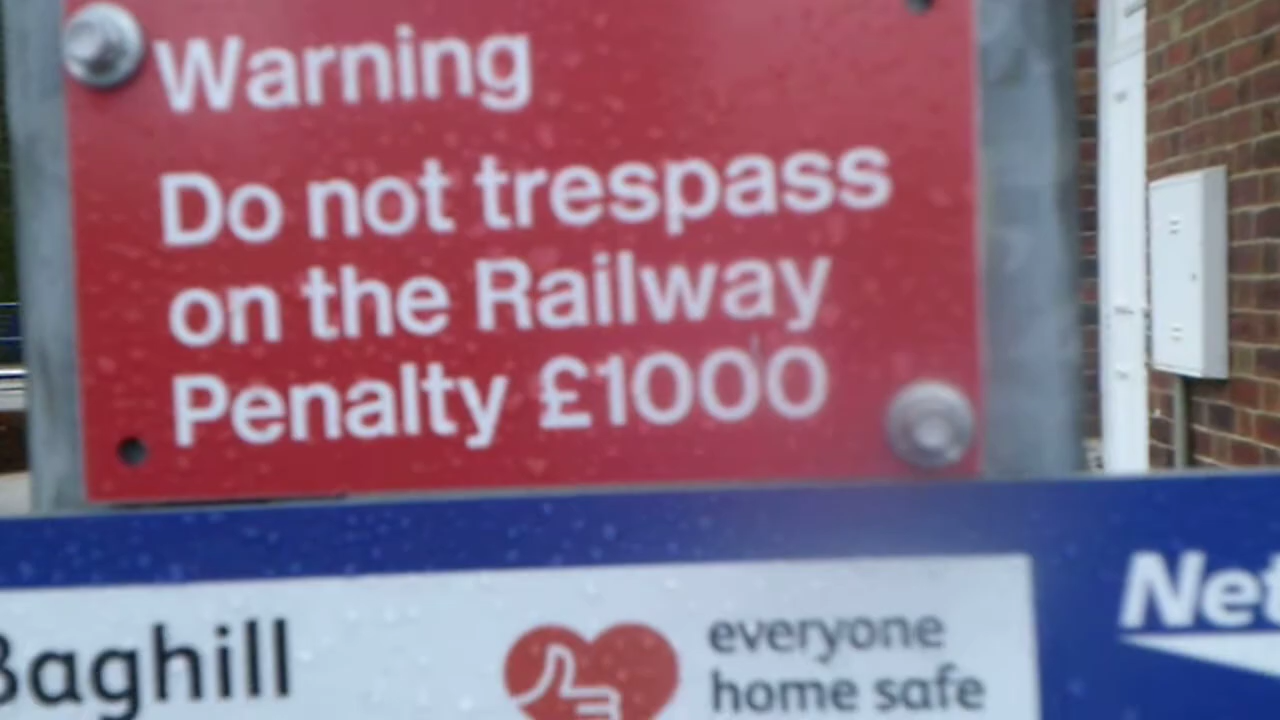 Warning
Do not trespass
on the Railway
Penalty £1000
Baghill
everyone
home safe
Net